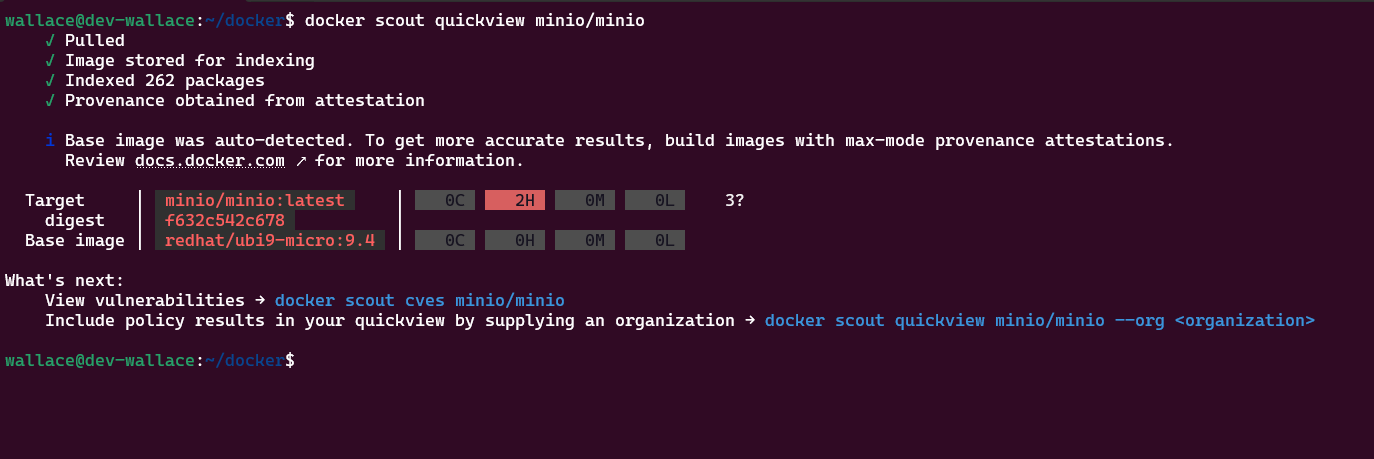 wallace@dev-wallace:~/docker$ docker scout quickview minio/minio
✓ Pulled
✓ Image stored for indexing
✓ Indexed 262 packages
✓ Provenance obtained from attestation
i Base image was auto-detected. To get more accurate results, build images with max-mode provenance attestations.
Review docs.docker.com ↗ for more information.
Target │ minio/minio:latest │ 0C 2H 0M 0L 3?
digest │ f632c542c678 │
Base image │ redhat/ubi9-micro:9.4 │ 0C 0H 0M 0L
What's next:
View vulnerabilities → docker scout cves minio/minio
Include policy results in your quickview by supplying an organization → docker scout quickview minio/minio --org <organization>
wallace@dev-wallace:~/docker$